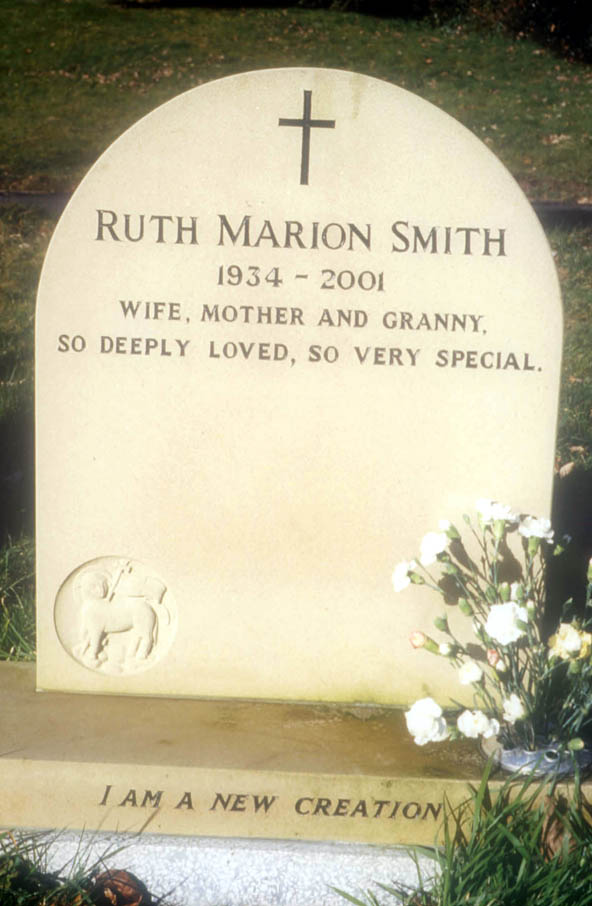 RUTH MARION SMITH
1934 - 2001
WIFE, MOTHER AND GRANNY,
SO DEEPLY LOVED, SO VERY SPECIAL.
I AM A NEW CREATION